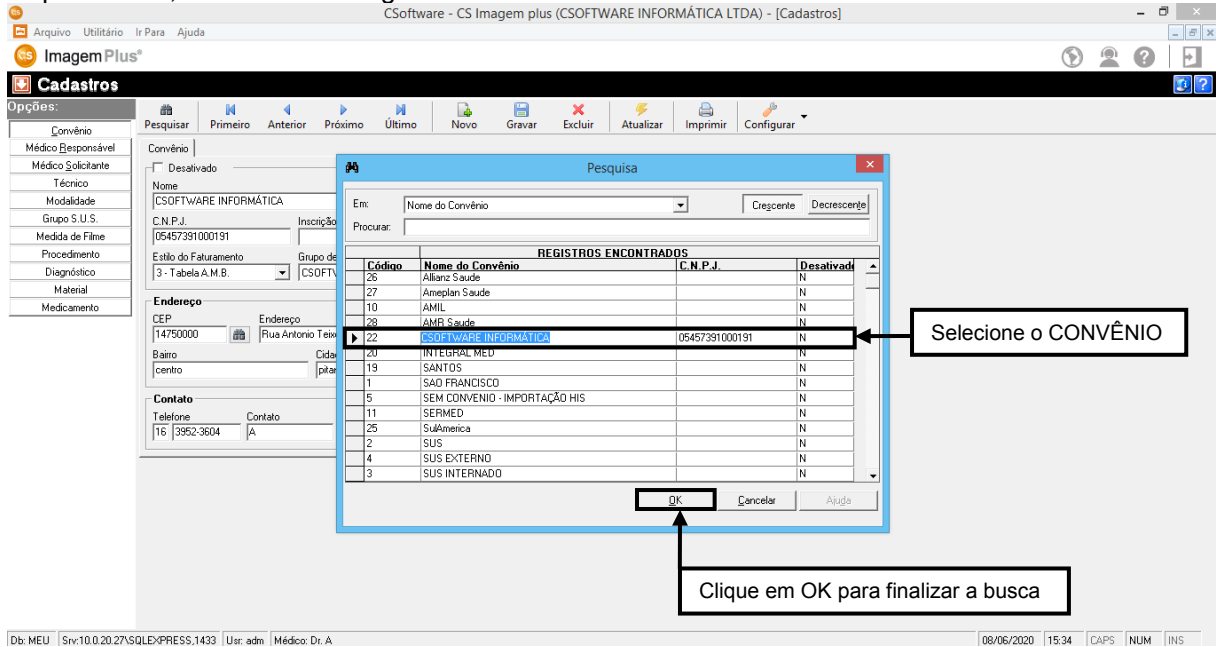 CSoftware - CS Imagem plus (CSOFTWARE INFORMÁTICA LTDA) - [Cadastros]
Arquivo Utilitário Ir Para Ajuda
Imagem Plus
Cadastros
Opções:
Convênio
Médico Responsável
Médico Solicitante
Técnico
Modalidade
Grupo S.U.S.
Medida de Filme
Procedimento
Diagnóstico
Material
Medicamento
Pesquisar Primeiro Anterior Próximo Último Novo Gravar Excluir Atualizar Imprimir Configurar
Convênio
Desativado
Nome
CSOFTWARE INFORMÁTICA
C.N.P.J. Inscrição
05457391000191
Estilo do Faturamento Grupo de
3 - Tabela A.M.B. CSOFTV
Endereço
CEP Endereço
14750000 Rua Antonio Teix
Bairro Cida
centro pitar
Contato
Telefone Contato
16 3952-3604 A
Pesquisa
Em: Nome do Convênio Crescente Decrescente
Procurar:
REGISTROS ENCONTRADOS
Código Nome do Convênio C.N.P.J. Desativad
26 Allianz Saude N
27 Ameplan Saude N
10 AMIL N
28 AMR Saude N
22 CSOFTWARE INFORMÁTICA 05457391000191 N
20 INTEGRAL MED N
19 SANTOS N
1 SAO FRANCISCO N
5 SEM CONVENIO - IMPORTAÇÃO HIS N
11 SERMED N
25 SulAmerica N
2 SUS N
4 SUS EXTERNO N
3 SUS INTERNADO N
OK Cancelar Ajuda
Selecione o CONVÊNIO
Clique em OK para finalizar a busca
Db: MEU Srv:10.0.20.27\SQLEXPRESS,1433 Usr: adm Médico: Dr. A 08/06/2020 15:34 CAPS NUM INS